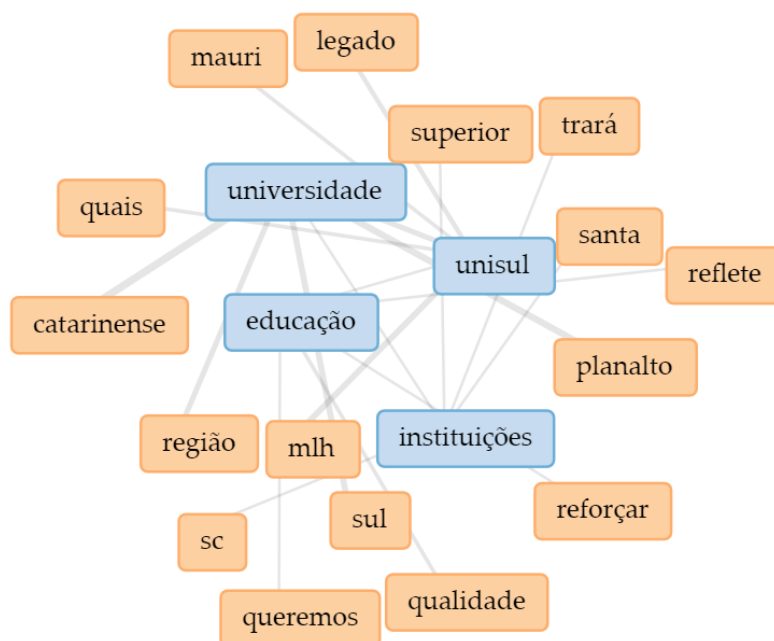 legado
mauri
superior
trará
universidade
quais
santa
unisul
reflete
catarinense
educação
planalto
região
mlh
instituições
reforçar
sul
sc
queremos
qualidade